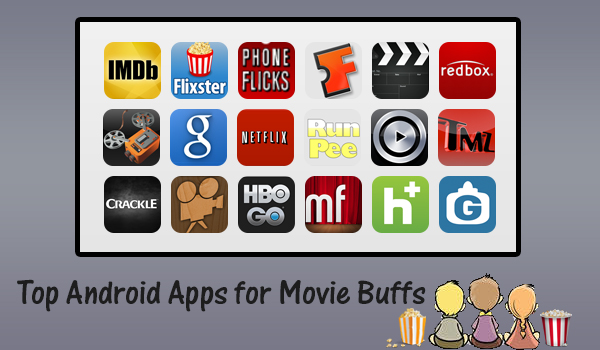 IMDb
Flixster
PHONE
FLICKS
F
redbox.
g
NETFLIX
Run
Pee
TMZ
CRACKLE
HBO
GO
mf
h+
G
Top Android Apps for Movie Buffs